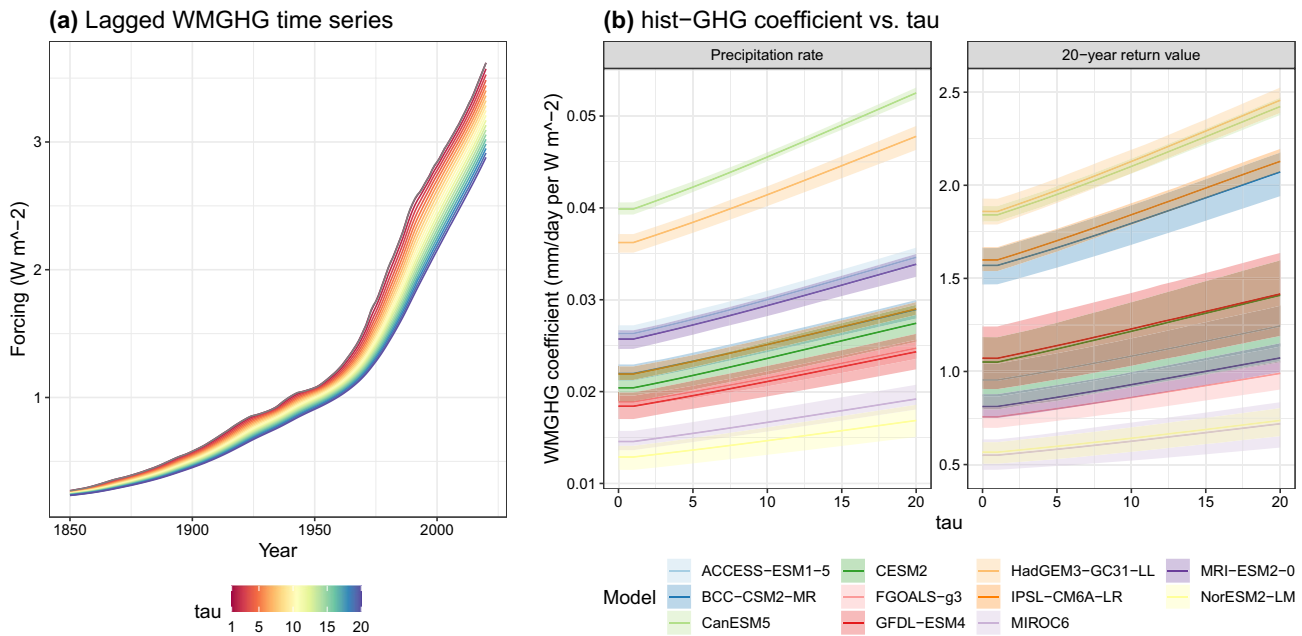 (a) Lagged WMGHG time series
Forcing (W m^−2)
3
2
1
1850 1900 1950 2000
Year
tau
1 5 10 15 20
(b) hist−GHG coefficient vs. tau
Precipitation rate
20−year return value
WMGHG coefficient (mm/day per W m^−2)
0.05
0.04
0.03
0.02
0.01
0 5 10 15 20
2.5
2.0
1.5
1.0
0.5
0 5 10 15 20
tau
Model
ACCESS−ESM1−5
BCC−CSM2−MR
CanESM5
CESM2
FGOALS−g3
GFDL−ESM4
HadGEM3−GC31−LL
IPSL−CM6A−LR
MIROC6
MRI−ESM2−0
NorESM2−LM